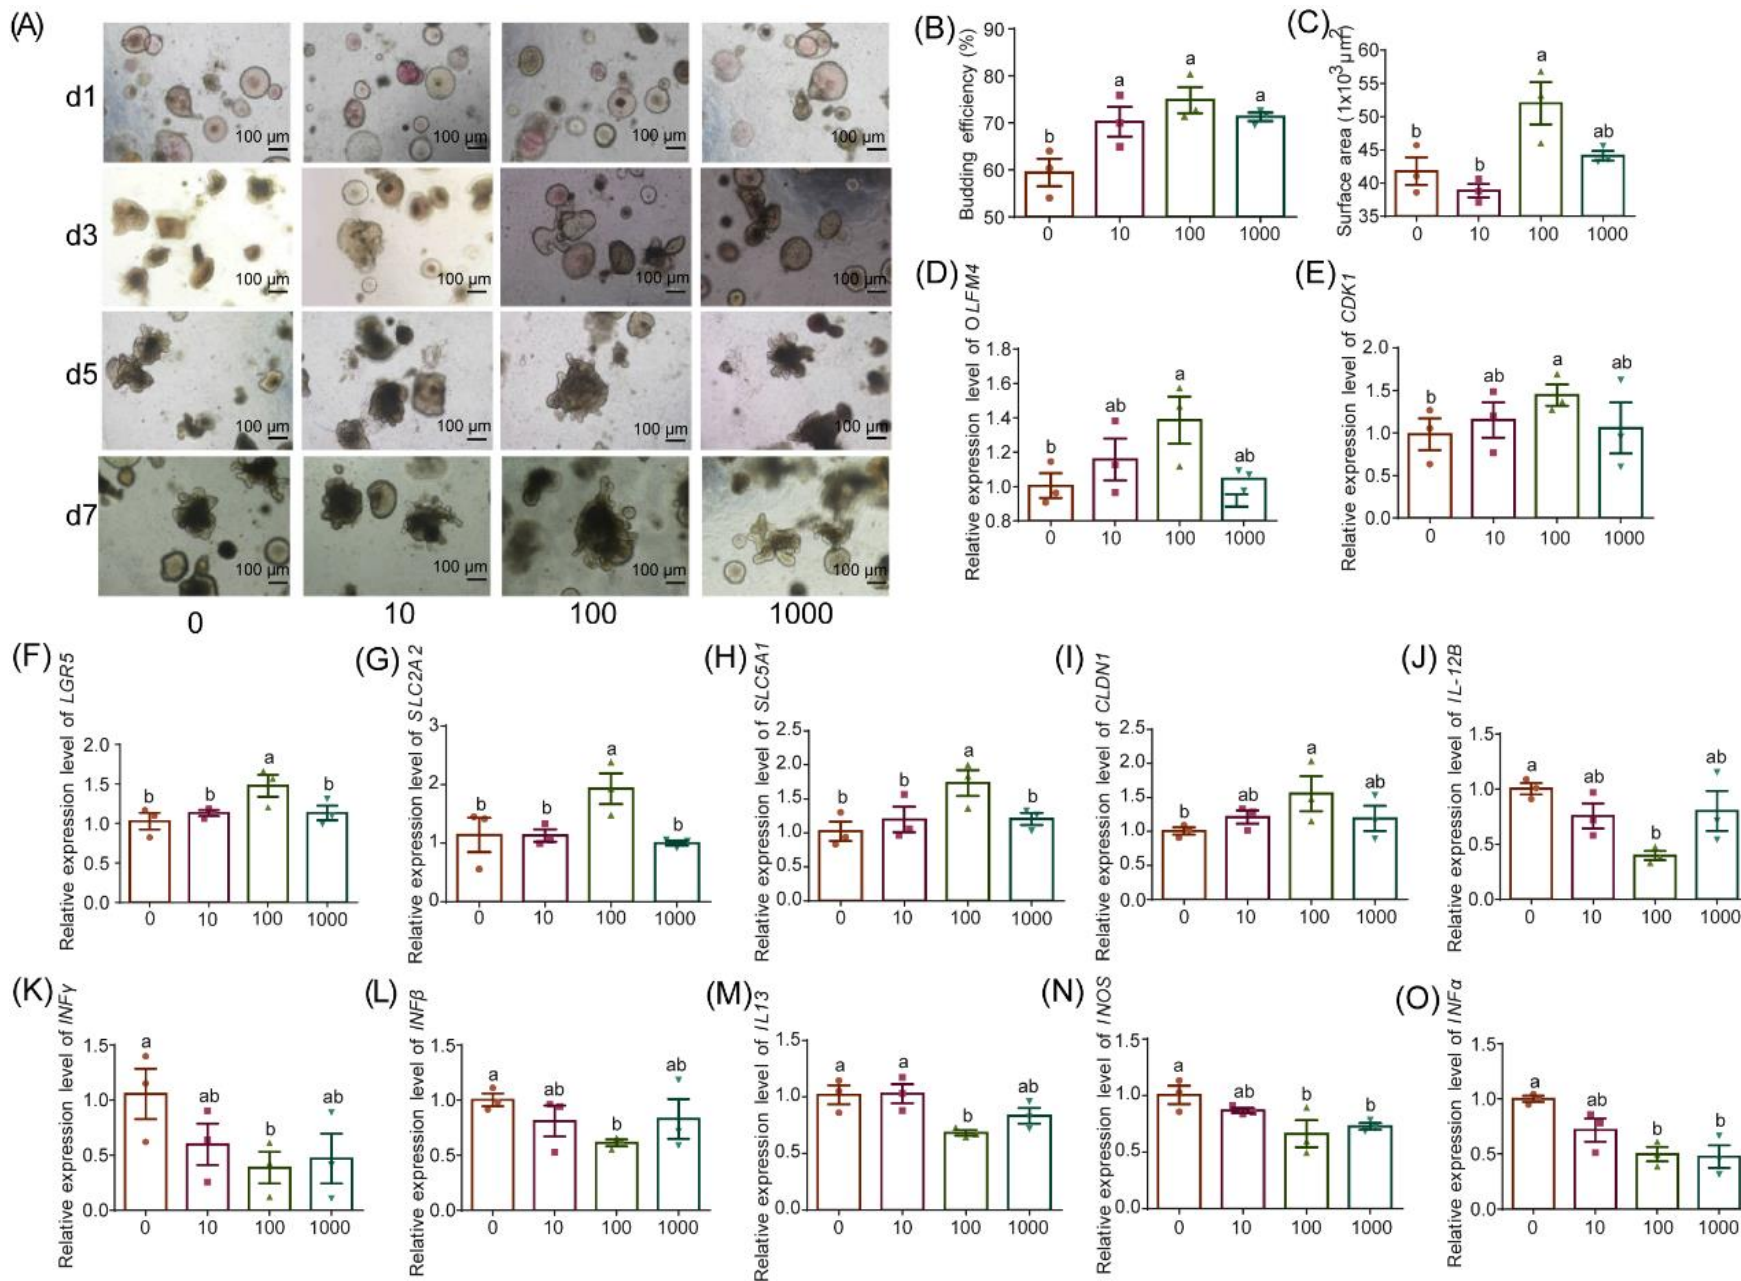 (A)
d1
100 µm
100 µm
100 µm
100 µm
d3
100 µm
100 µm
100 µm
100 µm
d5
100 µm
100 µm
100 µm
100 µm
d7
100 µm
100 µm
100 µm
100 µm
0 10 100 1000
(B)
Budding efficiency (%)
90
80
70
60
50
b a a a
0 10 100 1000
(C)
Surface area (1x10³µm²
60
55
50
45
40
35
b b a ab
0 10 100 1000
(D)
Relative expression level of OLFM4
1.8
1.6
1.4
1.2
1.0
0.8
b ab a ab
0 10 100 1000
(E)
Relative expression level of CDK1
2.0
1.5
1.0
0.5
0.0
b ab a ab
0 10 100 1000
(F)
Relative expression level of LGR5
2.0
1.5
1.0
0.5
0.0
b b a b
0 10 100 1000
(G)
Relative expression level of SLC2A2
3
2
1
0
b b a b
0 10 100 1000
(H)
Relative expression level of SLC5A1
2.5
2.0
1.5
1.0
0.5
0.0
b b a b
0 10 100 1000
(I)
Relative expression level of CLDN1
2.5
2.0
1.5
1.0
0.5
0.0
b ab a ab
0 10 100 1000
(J)
Relative expression level of IL-12B
1.5
1.0
0.5
0.0
a ab b ab
0 10 100 1000
(K)
Relative expression level of INFγ
1.5
1.0
0.5
0.0
a ab b ab
0 10 100 1000
(L)
Relative expression level of INFβ
1.5
1.0
0.5
0.0
a ab b ab
0 10 100 1000
(M)
Relative expression level of IL13
1.5
1.0
0.5
0.0
a a b ab
0 10 100 1000
(N)
Relative expression level of INOS
1.5
1.0
0.5
0.0
a ab b b
0 10 100 1000
(O)
Relative expression level of INFα
1.5
1.0
0.5
0.0
a ab b b
0 10 100 1000